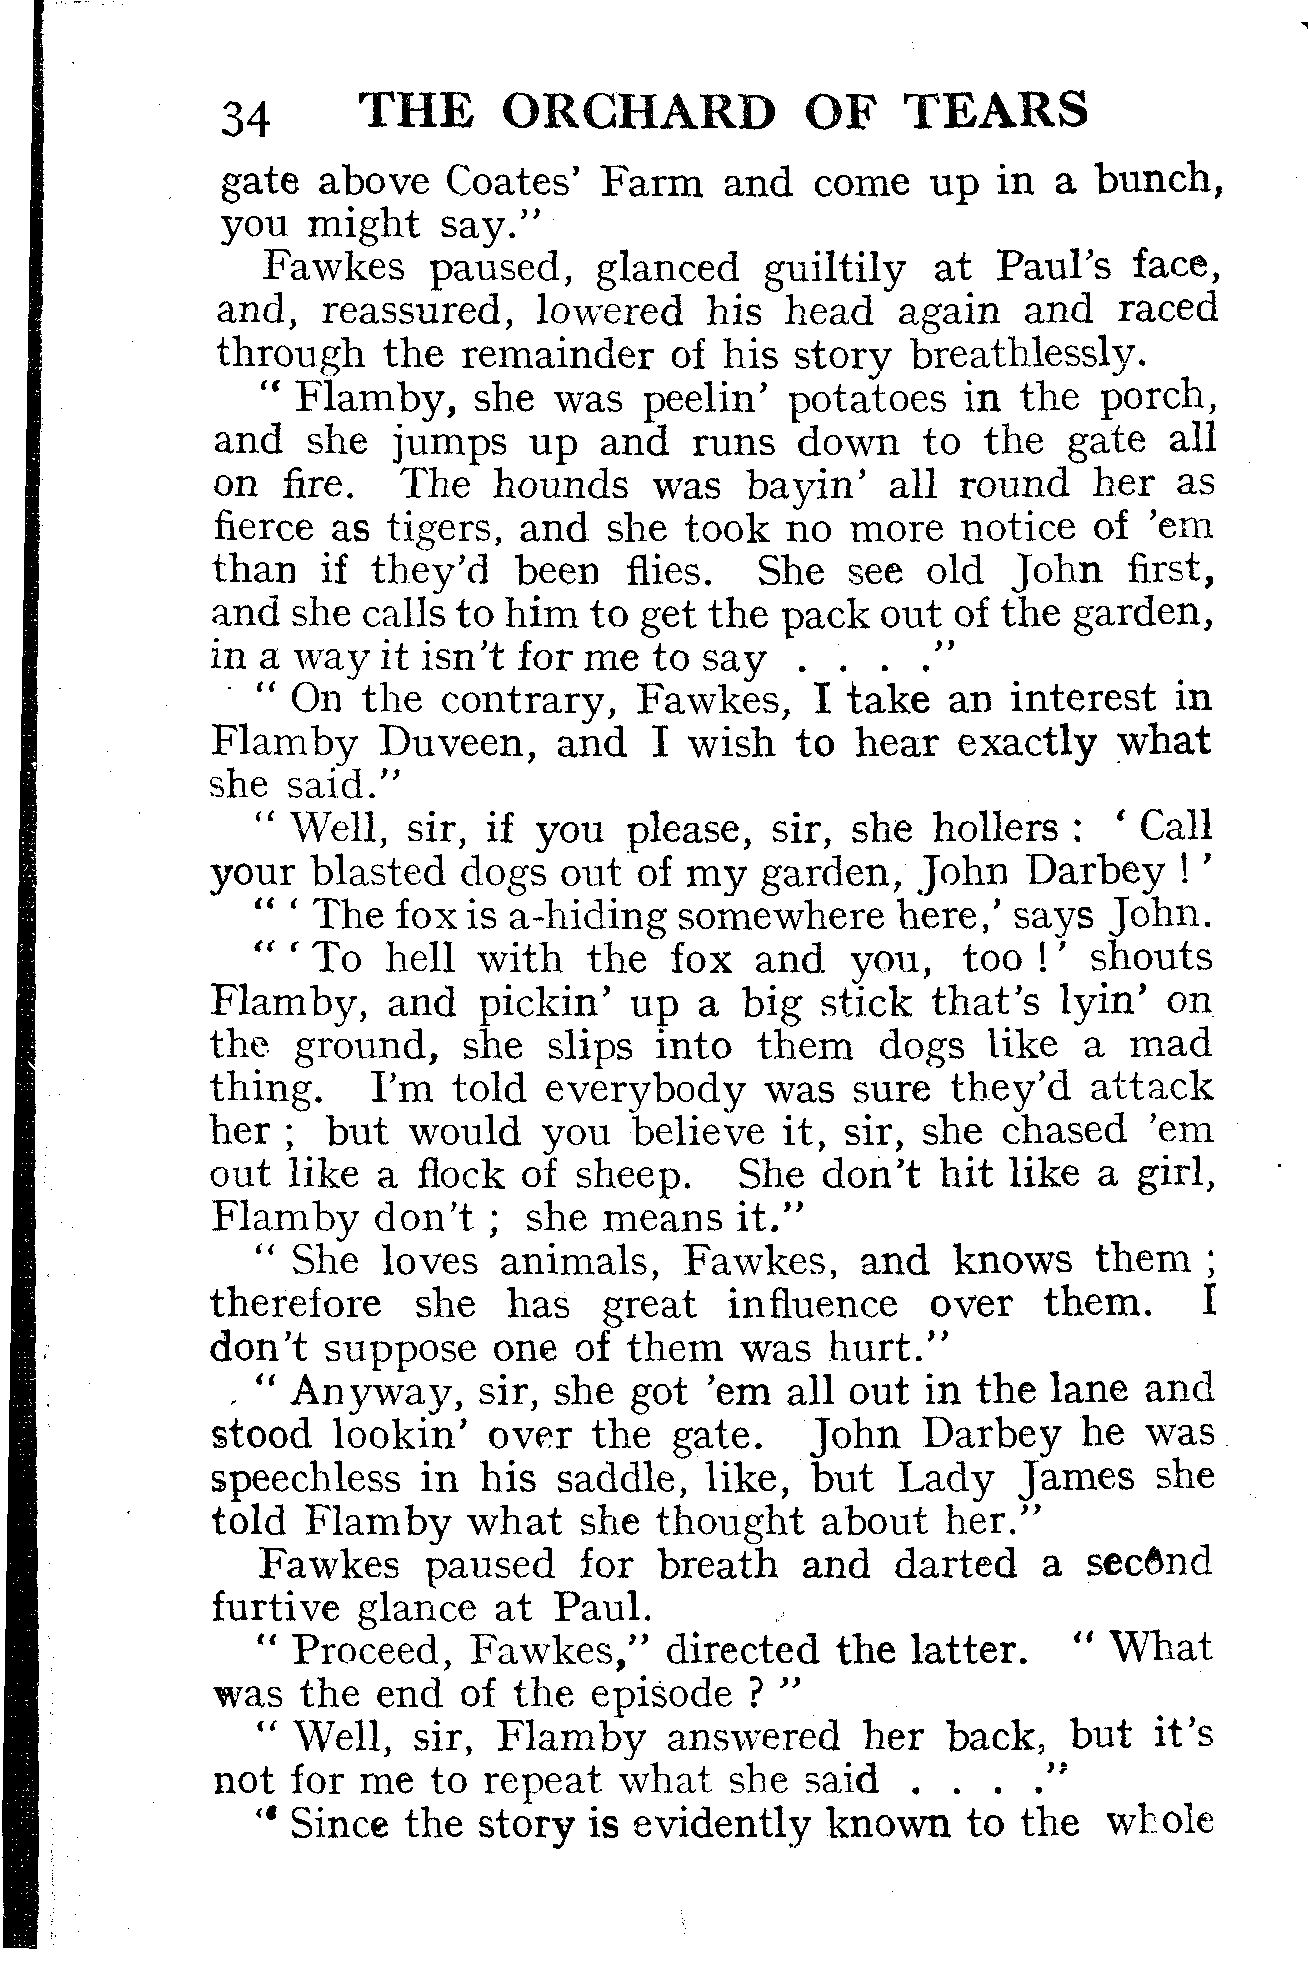 34 THE ORCHARD OF TEARS
gate above Coates' Farm and come up in a bunch,
you might say."
Fawkes paused, glanced guiltily at Paul's face,
and, reassured, lowered his head again and raced
through the remainder of his story breathlessly.
" Flamby, she was peelin' potatoes in the porch,
and she jumps up and runs down to the gate all
on fire. The hounds was bayin' all round her as
fierce as tigers, and she took no more notice of 'em
than if they'd been flies. She see old John first,
and she calls to him to get the pack out of the garden,
in a way it isn't for me to say . . . ."
" On the contrary, Fawkes, I take an interest in
Flamby Duveen, and I wish to hear exactly what
she said."
" Well, sir, if you please, sir, she hollers : ' Call
your blasted dogs out of my garden, John Darbey ! '
" ' The fox is a-hiding somewhere here,' says John.
" ' To hell with the fox and you, too ! ' shouts
Flamby, and pickin' up a big stick that's lyin' on
the ground, she slips into them dogs like a mad
thing. I'm told everybody was sure they'd attack
her ; but would you believe it, sir, she chased 'em
out like a flock of sheep. She don't hit like a girl,
Flamby don't ; she means it."
" She loves animals, Fawkes, and knows them ;
therefore she has great influence over them. I
don't suppose one of them was hurt."
" Anyway, sir, she got 'em all out in the lane and
stood lookin' over the gate. John Darbey he was
speechless in his saddle, like, but Lady James she
told Flamby what she thought about her."
Fawkes paused for breath and darted a second
furtive glance at Paul.
" Proceed, Fawkes," directed the latter. " What
was the end of the episode ? "
" Well, sir, Flamby answered her back, but it's
not for me to repeat what she said . . . ."
" Since the story is evidently known to the whole